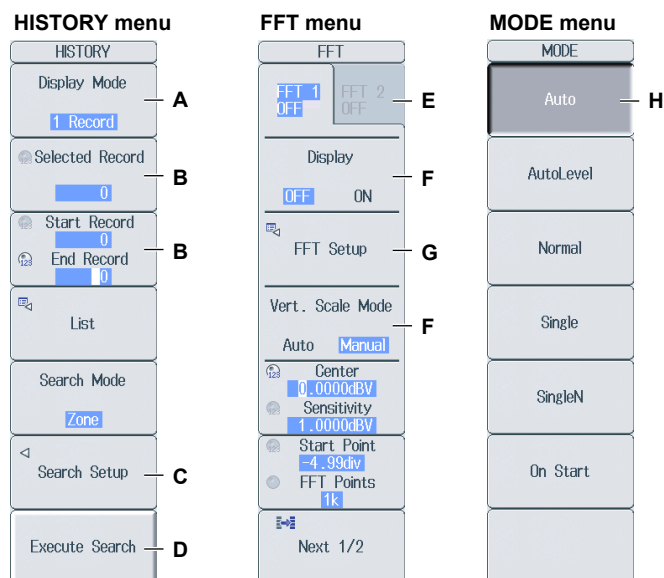 HISTORY menu
HISTORY
Display Mode
1 Record
A
Selected Record
0
B
Start Record
0
123
End Record
0
B
List
Search Mode
Zone
Search Setup
C
Execute Search
D
FFT menu
FFT
FFT 1
OFF
FFT 2
OFF
E
Display
OFF ON
F
FFT Setup
G
Vert. Scale Mode
Auto Manual
F
123
Center
0.0000dBV
Sensitivity
1.0000dBV
Start Point
-4.99div
FFT Points
1k
Next 1/2
MODE menu
MODE
Auto
H
AutoLevel
Normal
Single
SingleN
On Start